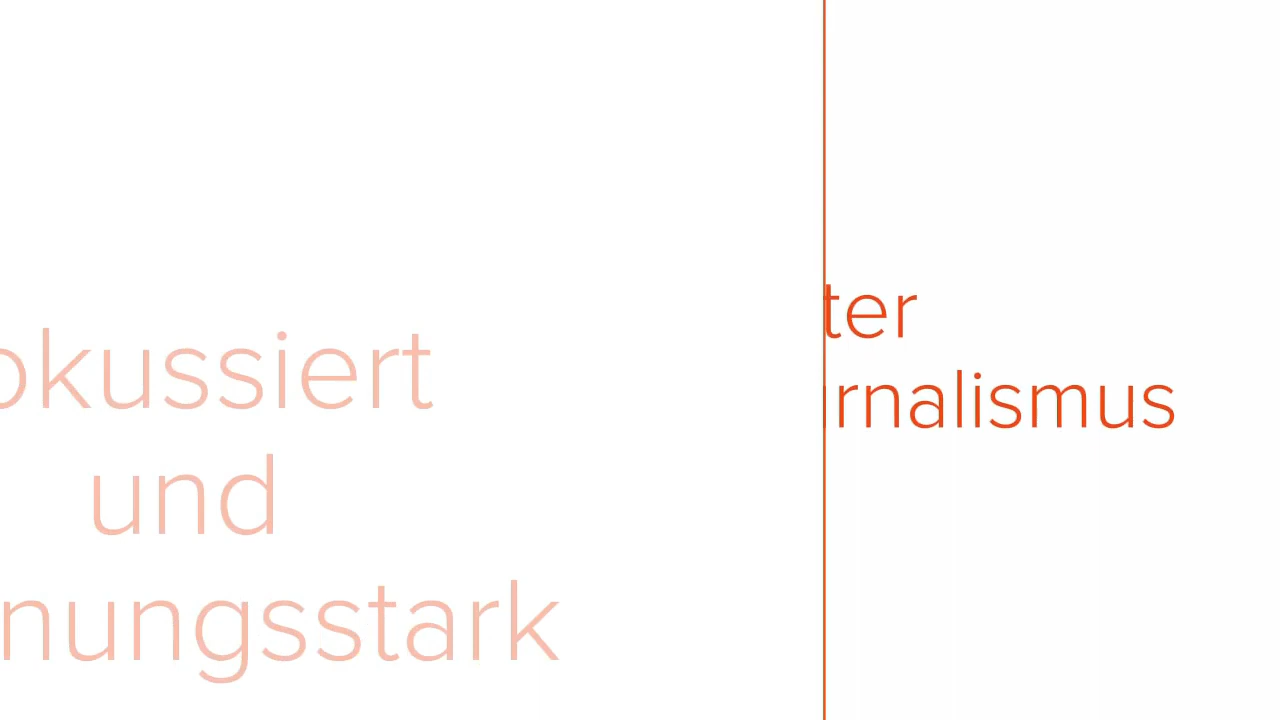 okussiert
und
nungsstark
ter
rnalismus